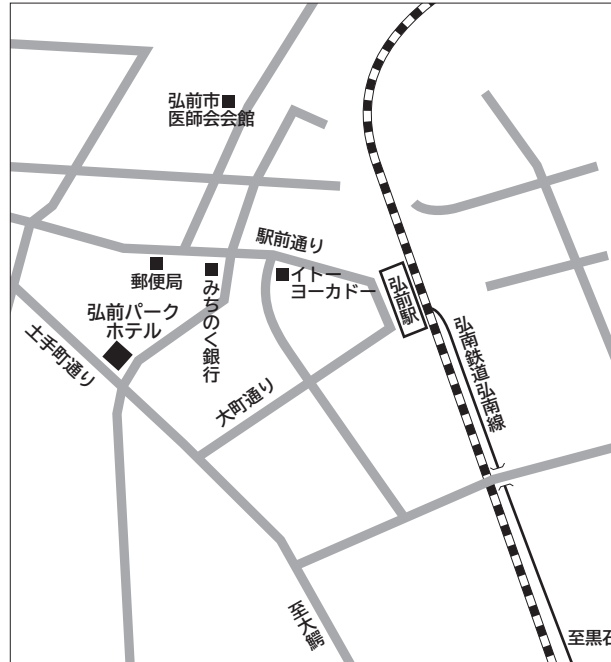 弘前市
医師会会館
駅前通り
郵便局
イトー
ヨーカドー
弘前駅
みちのく銀行
弘前パーク
ホテル
土手町通り
大町通り
弘南鉄道弘南線
至大鰐
至黒石